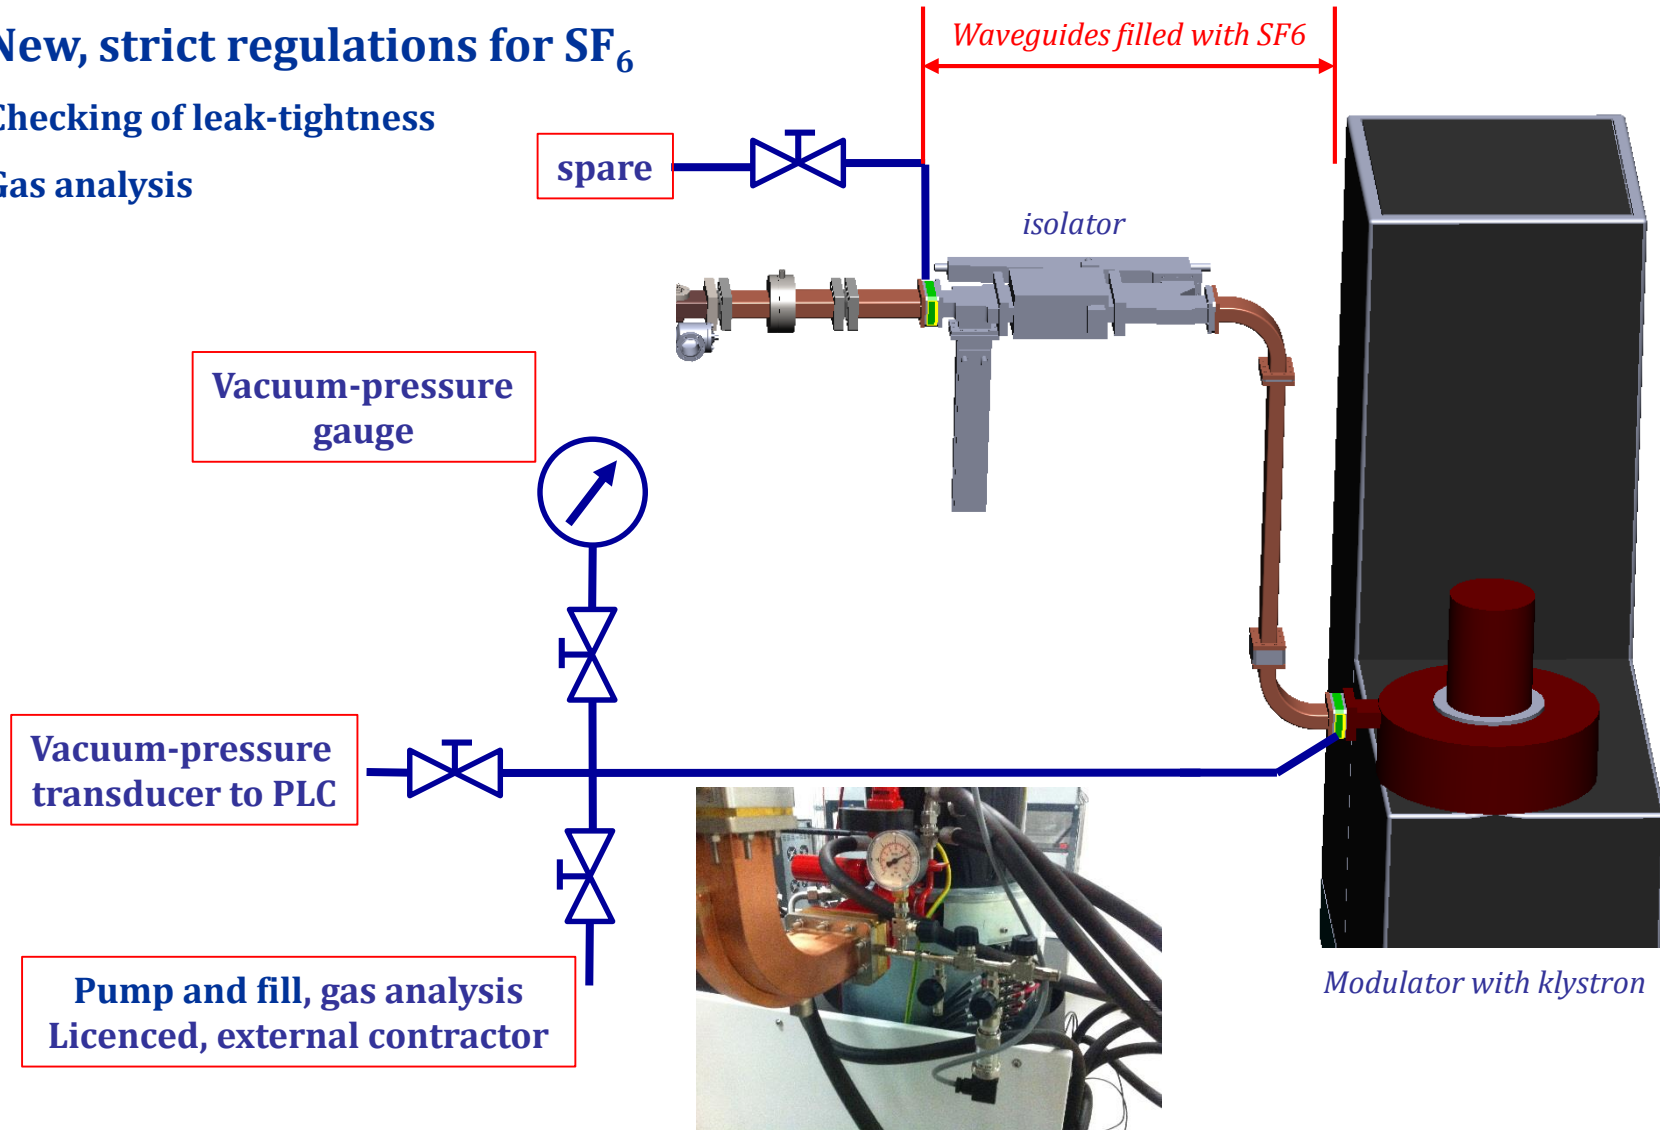 New, strict regulations for SF₆
Checking of leak-tightness
Gas analysis
Waveguides filled with SF6
spare
isolator
Vacuum-pressure
gauge
Vacuum-pressure
transducer to PLC
Pump and fill, gas analysis
Licenced, external contractor
Modulator with klystron